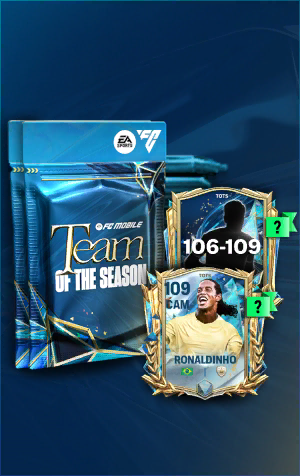 EA
SPORTS
FC
FC MOBILE
Team
OF THE SEASON
TOTS
106-109
?
TOTS
109
CAM
?
RONALDINHO